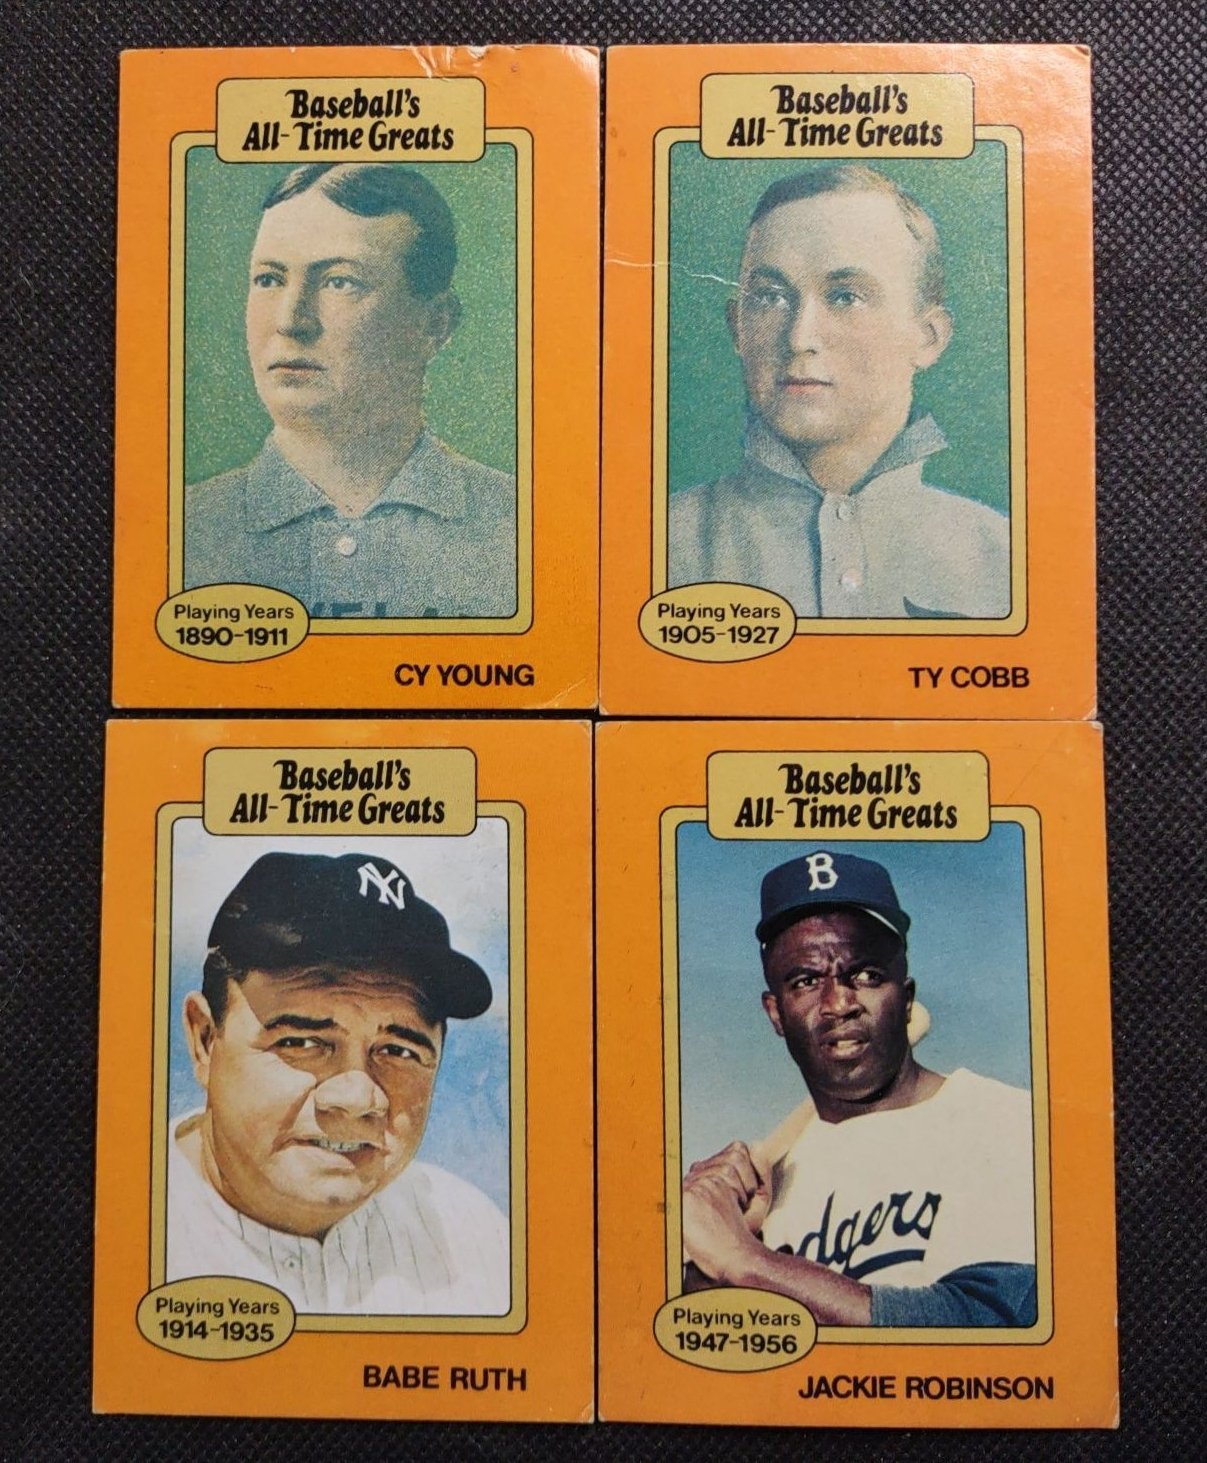 Baseball's
All-Time Greats
VELA
Playing Years
1890-1911
CY YOUNG
Baseball's
All-Time Greats
Playing Years
1905-1927
TY COBB
Baseball's
All-Time Greats
NY
Playing Years
1914-1935
BABE RUTH
Baseball's
All-Time Greats
B
odgers
Playing Years
1947-1956
JACKIE ROBINSON